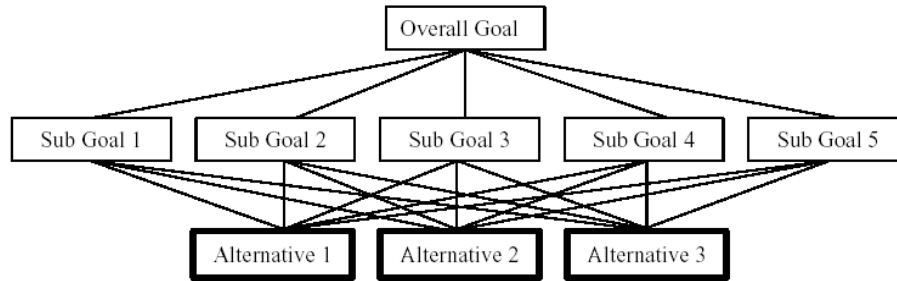 Overall Goal
Sub Goal 1
Sub Goal 2
Sub Goal 3
Sub Goal 4
Sub Goal 5
Alternative 1
Alternative 2
Alternative 3